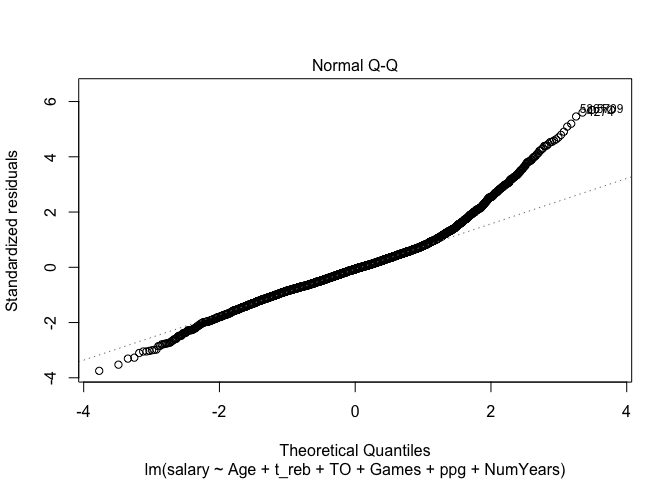 Normal Q-Q
Standardized residuals
6
4
2
0
-2
-4
-4
-2
0
2
4
Theoretical Quantiles
lm(salary ~ Age + t_reb + TO + Games + ppg + NumYears)